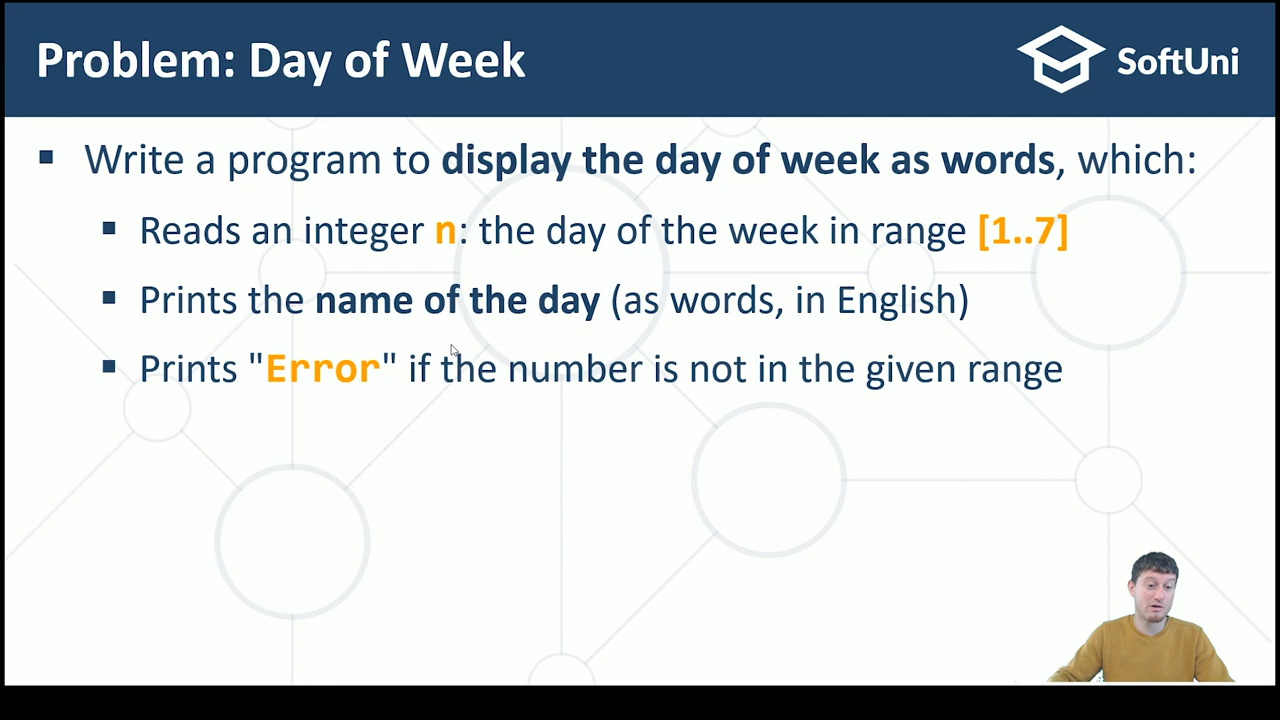 Problem: Day of Week
SoftUni
▪ Write a program to display the day of week as words, which:
▪ Reads an integer n: the day of the week in range [1..7]
▪ Prints the name of the day (as words, in English)
▪ Prints "Error" if the number is not in the given range